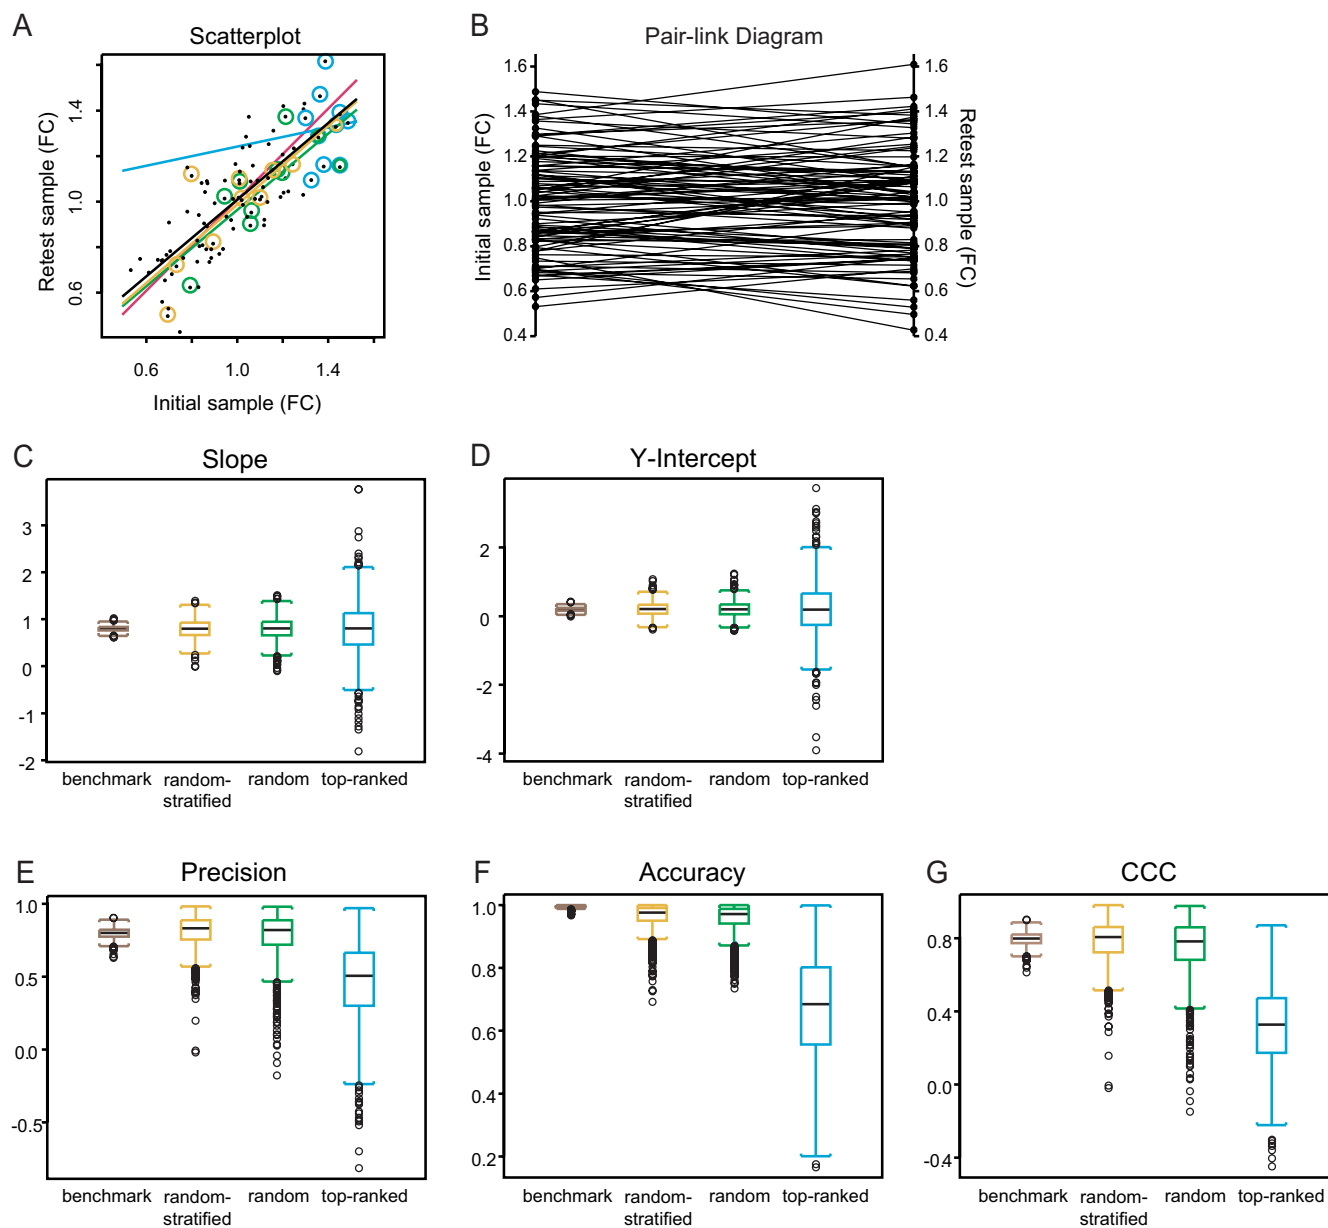 A
Scatterplot
Retest sample (FC)
1.4
1.0
0.6
0.6 1.0 1.4
Initial sample (FC)
B
Pair-link Diagram
Initial sample (FC)
1.6
1.4
1.2
1.0
0.8
0.6
0.4
1.6
1.4
1.2
1.0
0.8
0.6
0.4
Retest sample (FC)
C
Slope
3
2
1
0
-1
-2
benchmark random-stratified random top-ranked
D
Y-Intercept
2
0
-2
-4
benchmark random-stratified random top-ranked
E
Precision
1.0
0.5
0.0
-0.5
benchmark random-stratified random top-ranked
F
Accuracy
1.0
0.8
0.6
0.4
0.2
benchmark random-stratified random top-ranked
G
CCC
0.8
0.4
0.0
-0.4
benchmark random-stratified random top-ranked